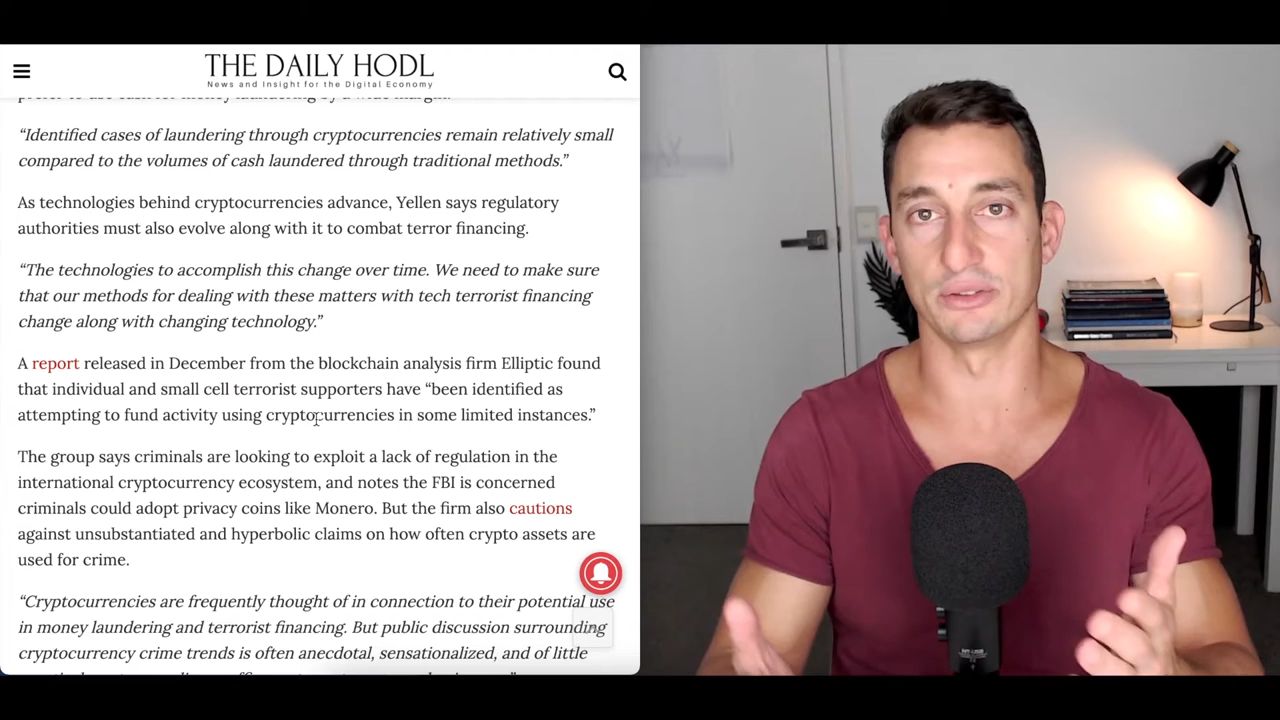 THE DAILY HODL
News and Insight for the Digital Economy
“Identified cases of laundering through cryptocurrencies remain relatively small
compared to the volumes of cash laundered through traditional methods.”
As technologies behind cryptocurrencies advance, Yellen says regulatory
authorities must also evolve along with it to combat terror financing.
“The technologies to accomplish this change over time. We need to make sure
that our methods for dealing with these matters with tech terrorist financing
change along with changing technology.”
A report released in December from the blockchain analysis firm Elliptic found
that individual and small cell terrorist supporters have “been identified as
attempting to fund activity using cryptocurrencies in some limited instances.”
The group says criminals are looking to exploit a lack of regulation in the
international cryptocurrency ecosystem, and notes the FBI is concerned
criminals could adopt privacy coins like Monero. But the firm also cautions
against unsubstantiated and hyperbolic claims on how often crypto assets are
used for crime.
“Cryptocurrencies are frequently thought of in connection to their potential use
in money laundering and terrorist financing. But public discussion surrounding
cryptocurrency crime trends is often anecdotal, sensationalized, and of little